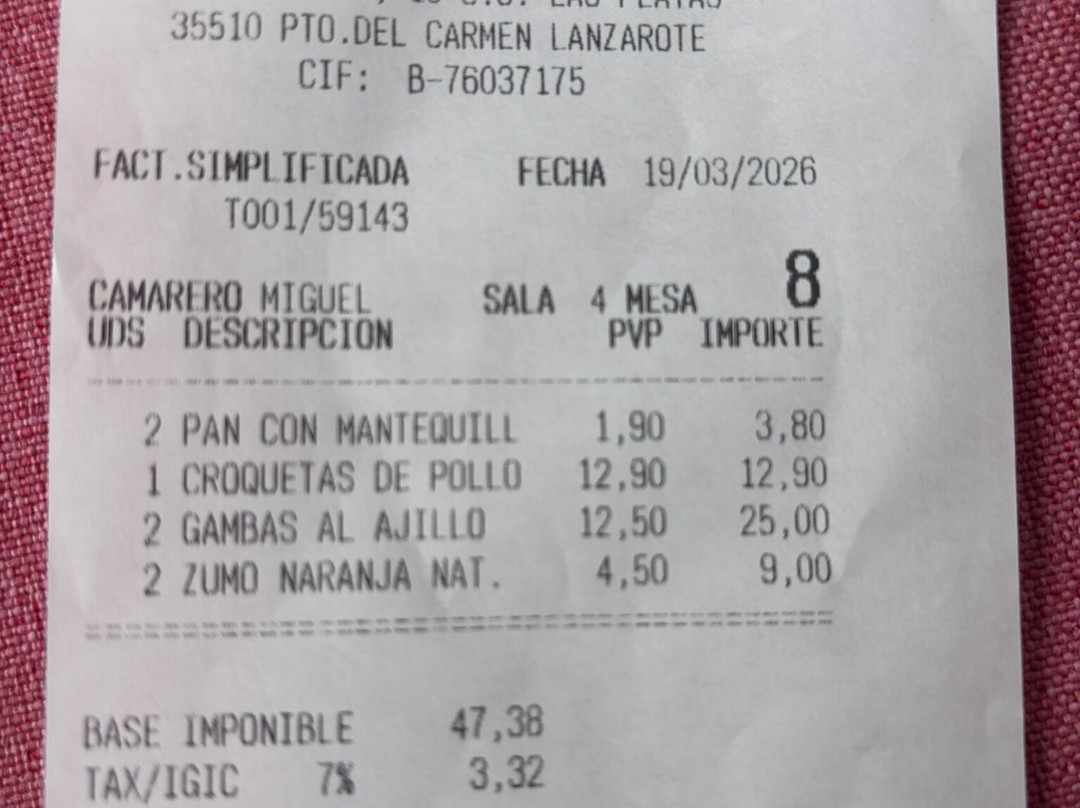 35510 PTO.DEL CARMEN LANZAROTE
CIF: B-76037175
FACT.SIMPLIFICADA FECHA 19/03/2026
T001/59143
CAMARERO MIGUEL SALA 4 MESA 8
UDS DESCRIPCION PVP IMPORTE
2 PAN CON MANTEQUILL 1,90 3,80
1 CROQUETAS DE POLLO 12,90 12,90
2 GAMBAS AL AJILLO 12,50 25,00
2 ZUMO NARANJA NAT. 4,50 9,00
BASE IMPONIBLE 47,38
TAX/IGIC 7% 3,32